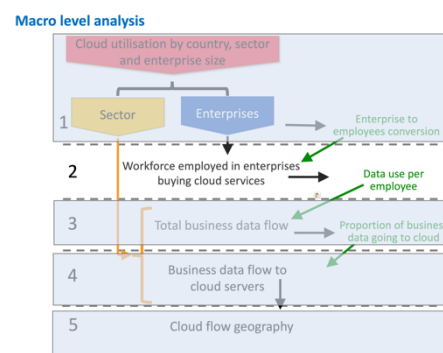 Macro level analysis
Cloud utilisation by country, sector
and enterprise size
Sector
Enterprises
1
Enterprise to
employees conversion
2
Workforce employed in enterprises
buying cloud services
Data use per
employee
3
Total business data flow
Proportion of business
data going to cloud
4
Business data flow to
cloud servers
5
Cloud flow geography